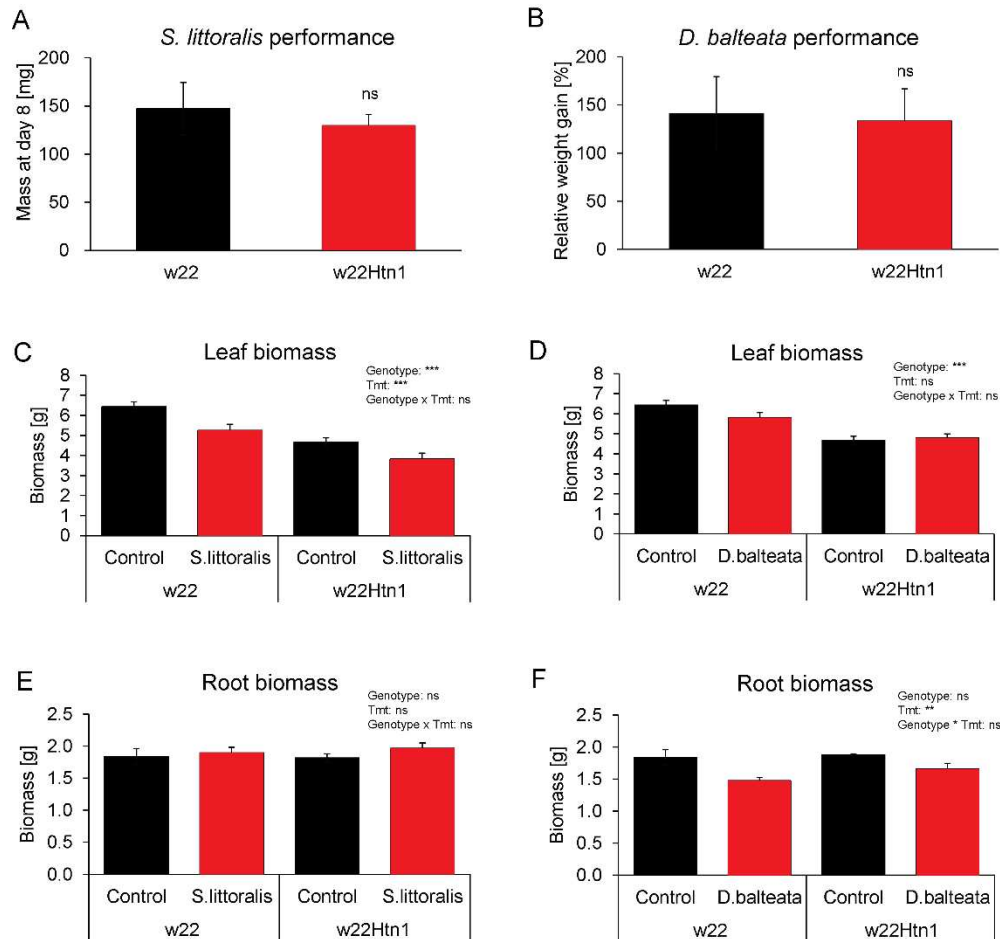 A
S. littoralis performance
Mass at day 8 [mg]
200
150
100
50
0
ns
w22
w22Htn1
B
D. balteata performance
Relative weight gain [%]
200
150
100
50
0
ns
w22
w22Htn1
C
Leaf biomass
Genotype: ***
Tmt: ***
Genotype x Tmt: ns
Biomass [g]
8
7
6
5
4
3
2
1
0
Control S.littoralis Control S.littoralis
w22 w22Htn1
D
Leaf biomass
Genotype: ***
Tmt: ns
Genotype x Tmt: ns
Biomass [g]
8
7
6
5
4
3
2
1
0
Control D.balteata Control D.balteata
w22 w22Htn1
E
Root biomass
Genotype: ns
Tmt: ns
Genotype x Tmt: ns
Biomass [g]
2.5
2.0
1.5
1.0
0.5
0.0
Control S.littoralis Control S.littoralis
w22 w22Htn1
F
Root biomass
Genotype: ns
Tmt: **
Genotype * Tmt: ns
Biomass [g]
2.5
2.0
1.5
1.0
0.5
0.0
Control D.balteata Control D.balteata
w22 w22Htn1